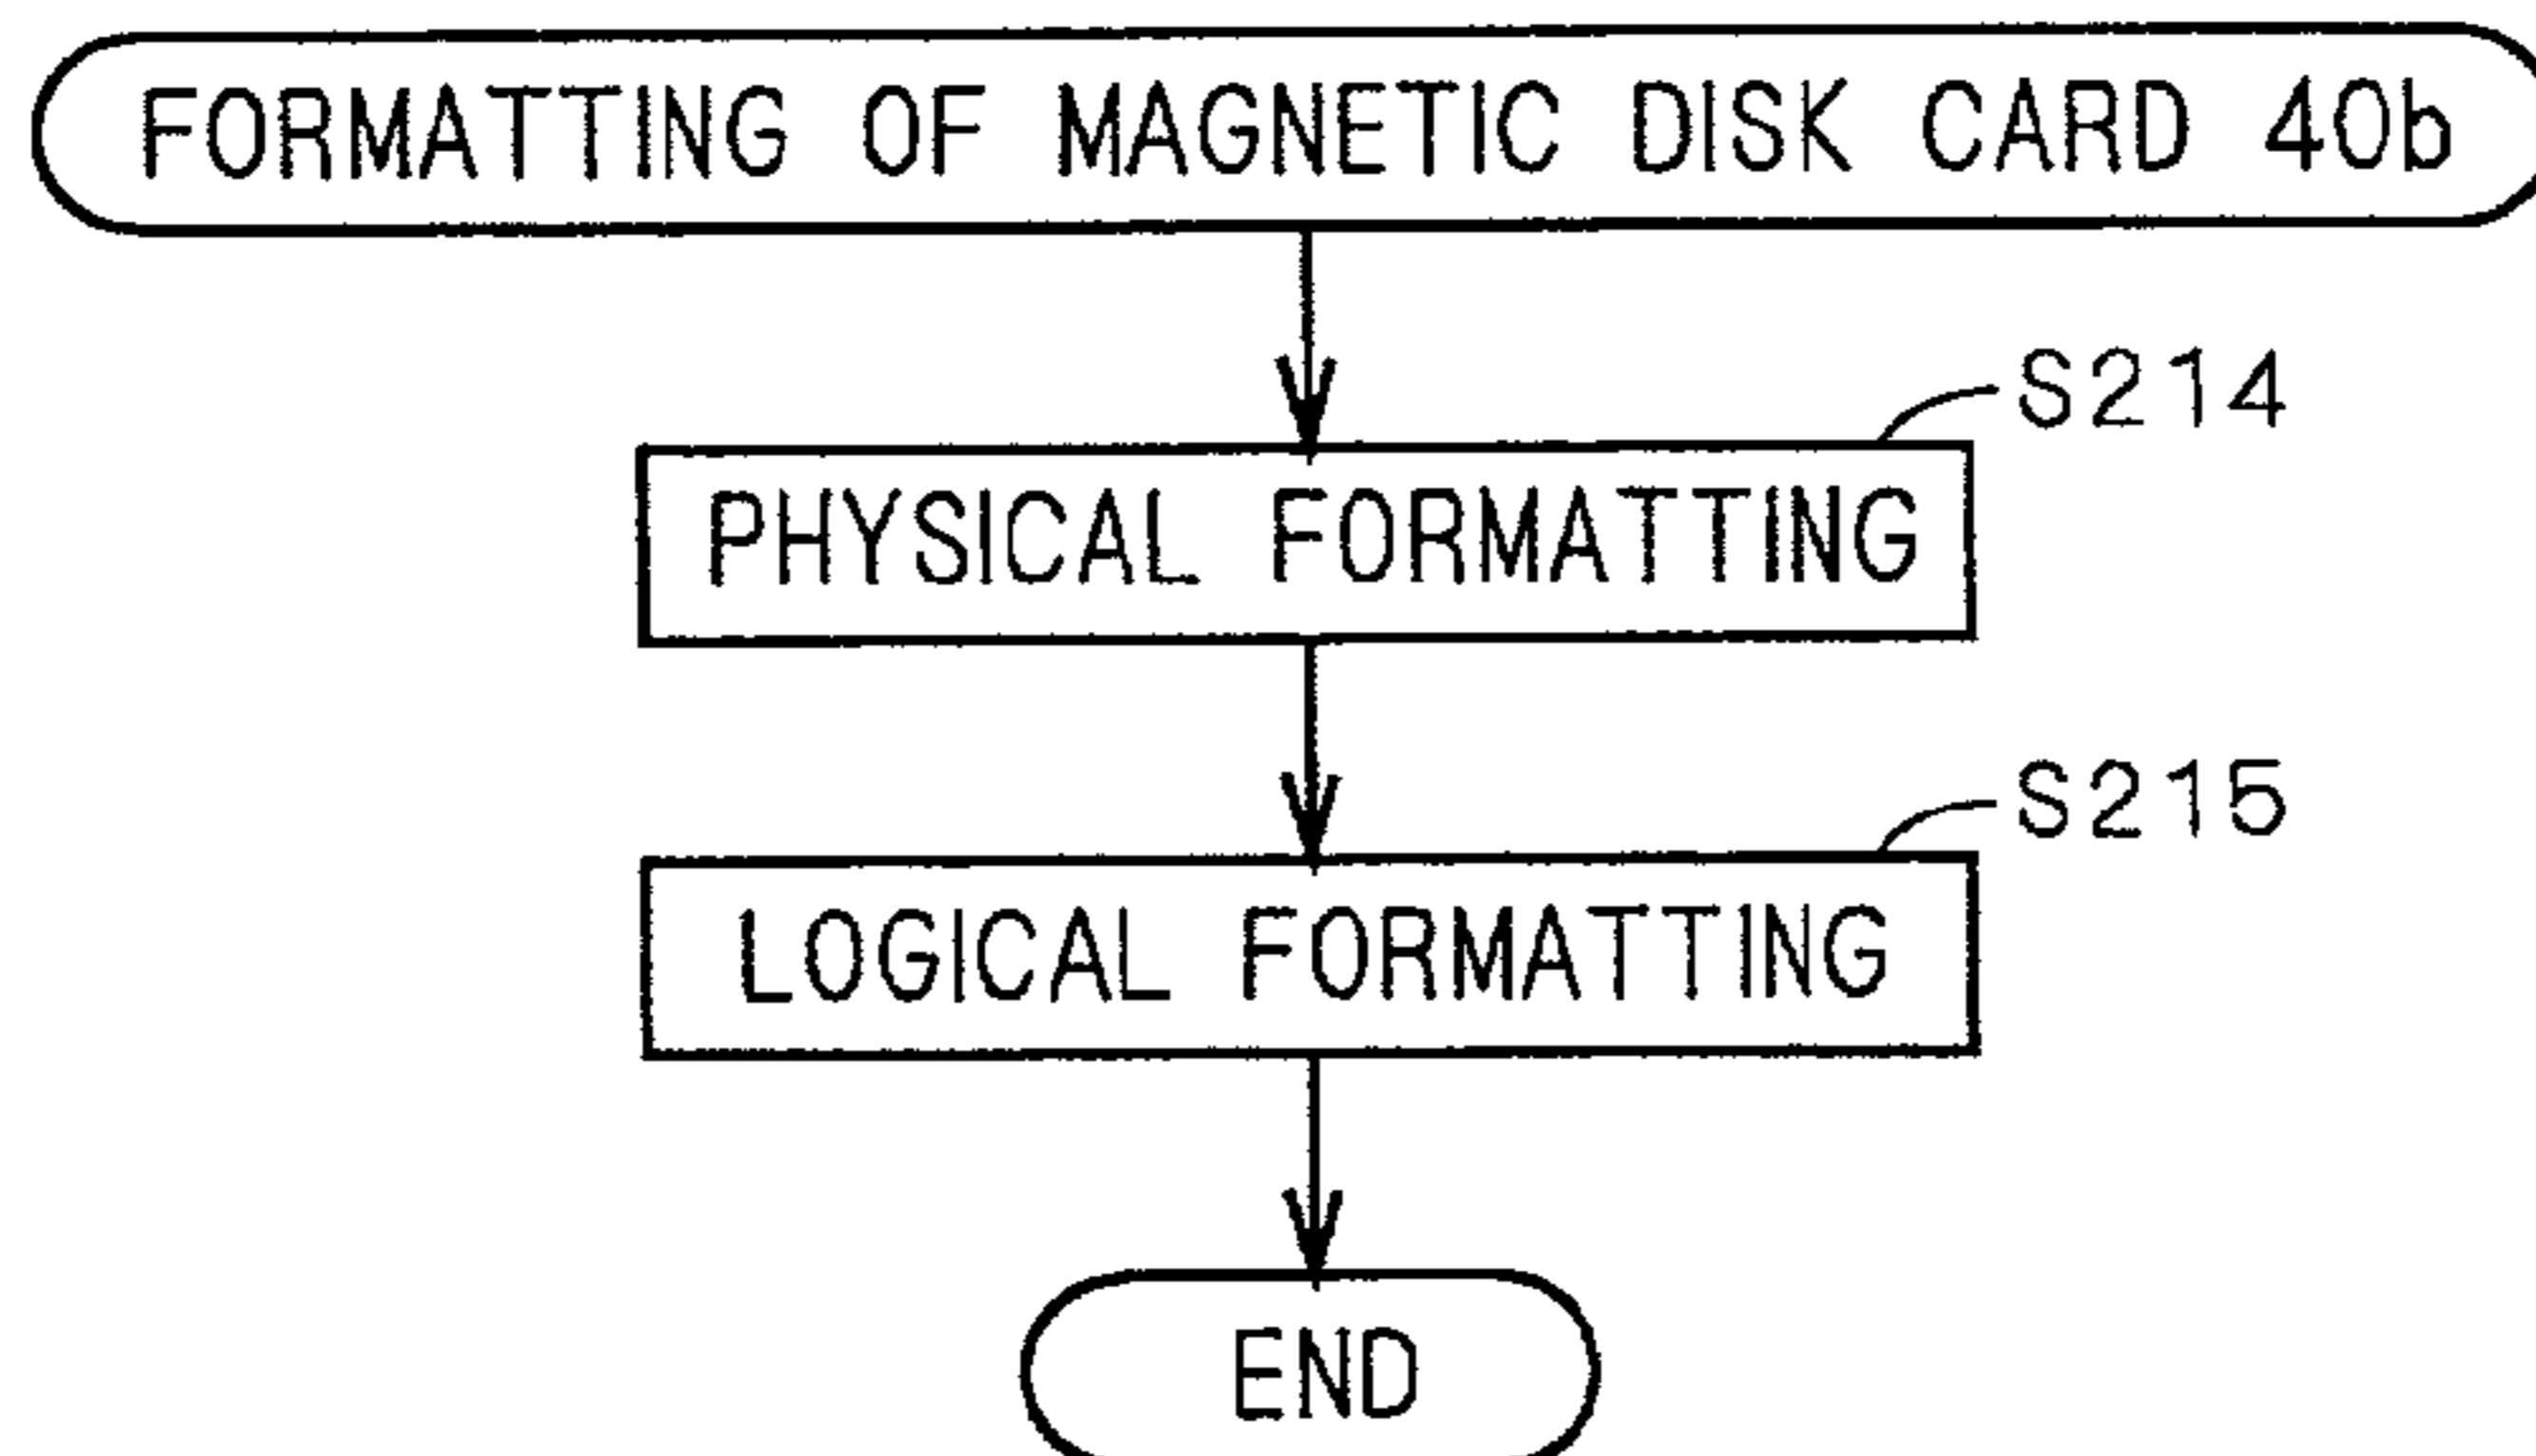 FORMATTING OF MAGNETIC DISK CARD 40b
S214
PHYSICAL FORMATTING
S215
LOGICAL FORMATTING
END